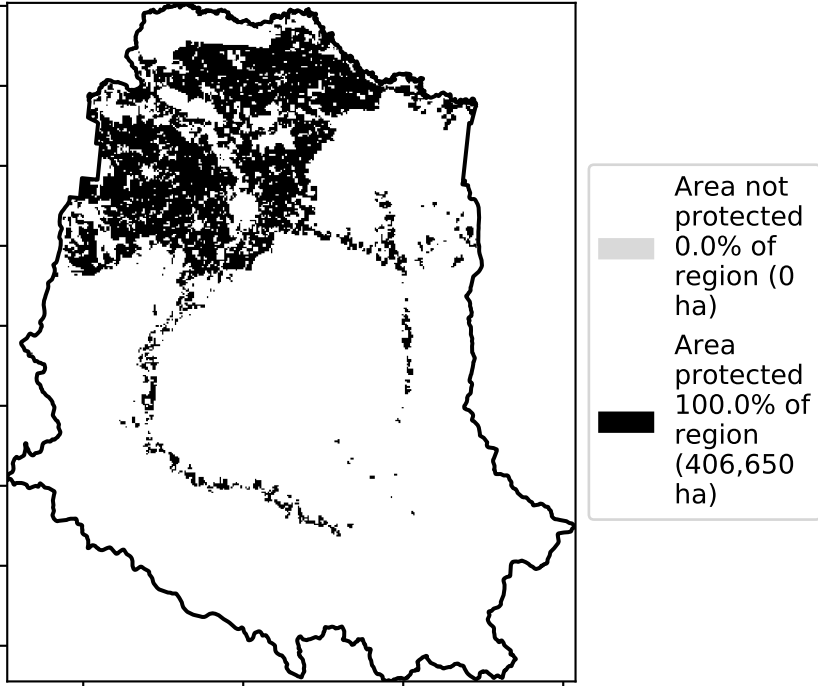 Area not
protected
0.0% of
region (0
ha)
Area
protected
100.0% of
region
(406,650
ha)